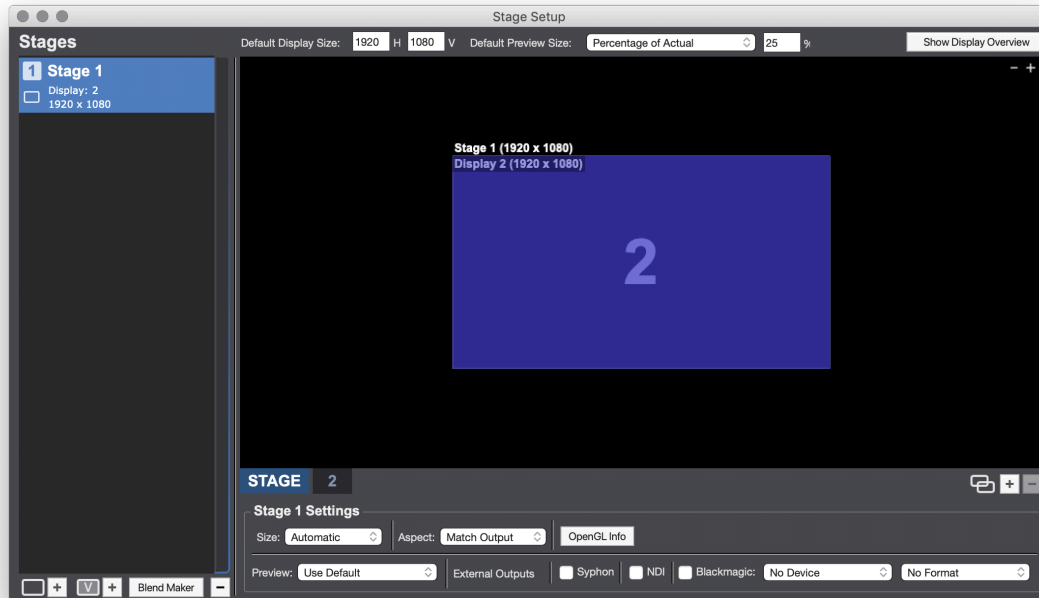 Stage Setup
Stages
Default Display Size: 1920 H 1080 V Default Preview Size: Percentage of Actual 25 %
Show Display Overview
1 Stage 1
Display: 2
1920 x 1080
− +
Stage 1 (1920 x 1080)
Display 2 (1920 x 1080)
2
STAGE 2
+ −
Stage 1 Settings
Size: Automatic Aspect: Match Output OpenGL Info
Preview: Use Default External Outputs Syphon NDI Blackmagic: No Device No Format
+ V + Blend Maker −